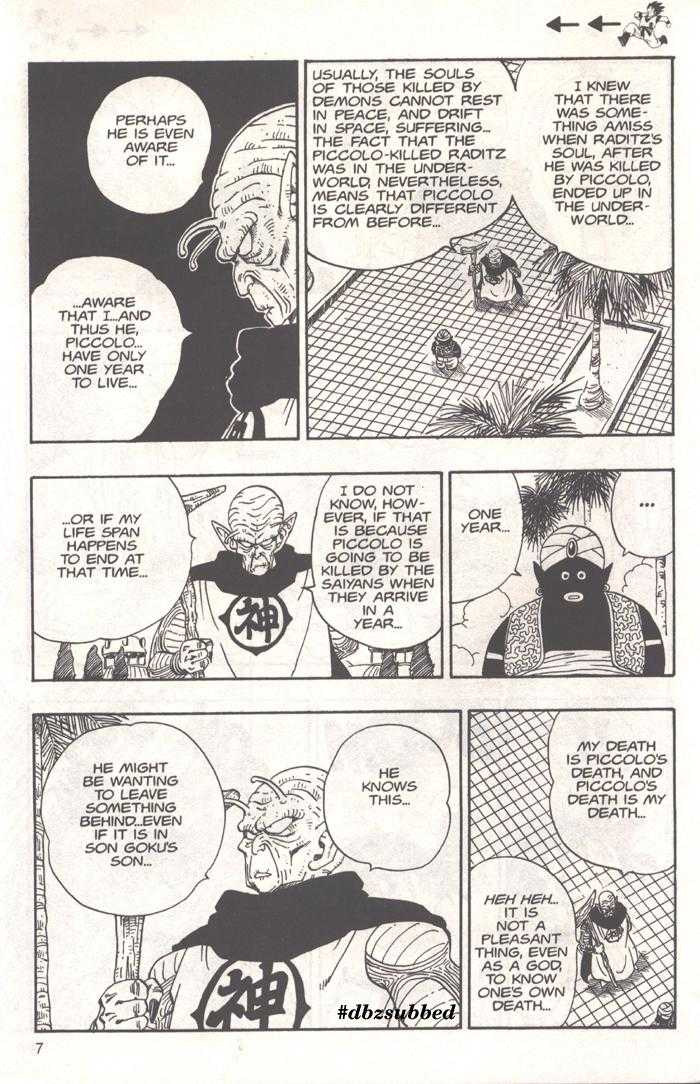 I KNEW
THAT THERE
WAS SOME-
THING AMISS
WHEN RADITZ'S
SOUL, AFTER
HE WAS KILLED
BY PICCOLO,
ENDED UP IN
THE UNDER-
WORLD...
USUALLY, THE SOULS
OF THOSE KILLED BY
DEMONS CANNOT REST
IN PEACE, AND DRIFT
IN SPACE, SUFFERING...
THE FACT THAT THE
PICCOLO-KILLED RADITZ
WAS IN THE UNDER-
WORLD, NEVERTHELESS,
MEANS THAT PICCOLO
IS CLEARLY DIFFERENT
FROM BEFORE...
PERHAPS
HE IS EVEN
AWARE
OF IT...
...AWARE
THAT I...AND
THUS HE,
PICCOLO...
HAVE ONLY
ONE YEAR
TO LIVE...
...
ONE
YEAR...
I DO NOT
KNOW, HOW-
EVER, IF THAT
IS BECAUSE
PICCOLO IS
GOING TO BE
KILLED BY THE
SAIYANS WHEN
THEY ARRIVE
IN A
YEAR...
...OR IF MY
LIFE SPAN
HAPPENS
TO END AT
THAT TIME...
神
MY DEATH
IS PICCOLO'S
DEATH, AND
PICCOLO'S
DEATH IS MY
DEATH...
HEH HEH...
IT IS
NOT A
PLEASANT
THING, EVEN
AS A GOD,
TO KNOW
ONE'S OWN
DEATH...
HE
KNOWS
THIS...
HE MIGHT
BE WANTING
TO LEAVE
SOMETHING
BEHIND...EVEN
IF IT IS IN
SON GOKU'S
SON...
神
#dbzsubbed
7